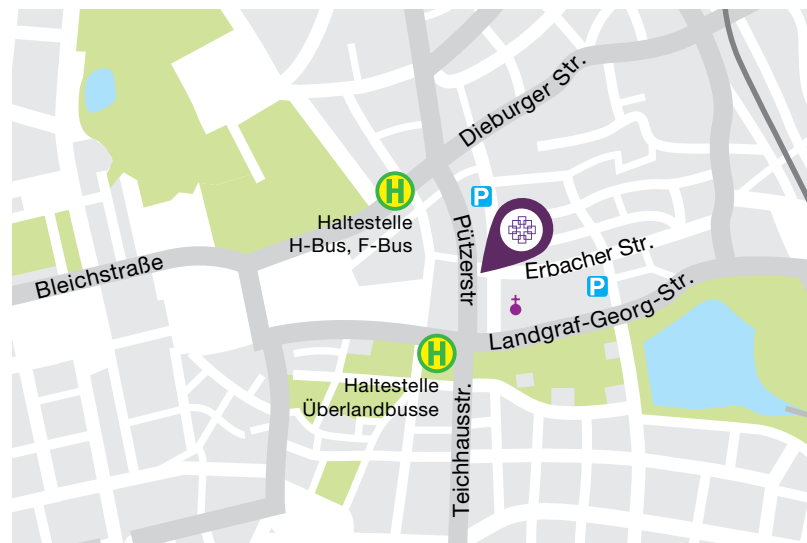 Dieburger Str.
H
P
Haltestelle
H-Bus, F-Bus
Pützerstr
Erbacher Str.
Bleichstraße
P
Landgraf-Georg-Str.
H
Haltestelle
Überlandbusse
Teichhausstr.